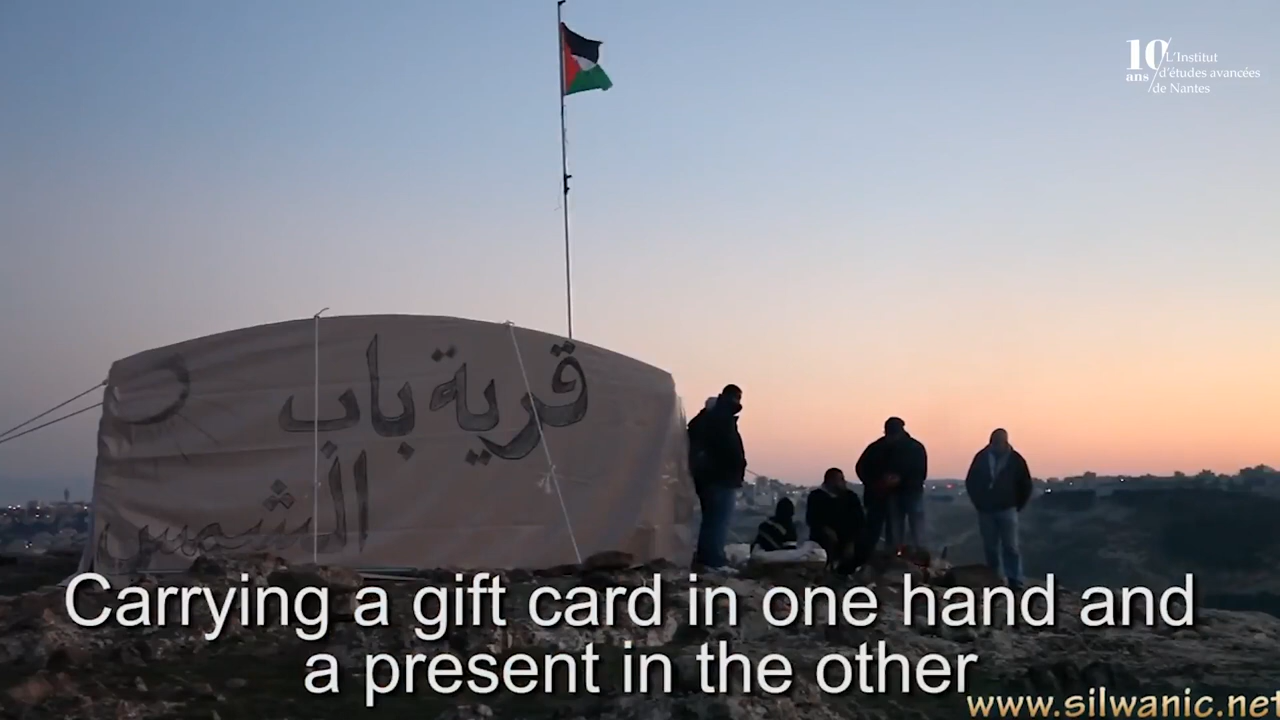 10 ans
L'Institut
d'études avancées
de Nantes
قرية باب
الشمس
Carrying a gift card in one hand and
a present in the other
www.silwanic.net